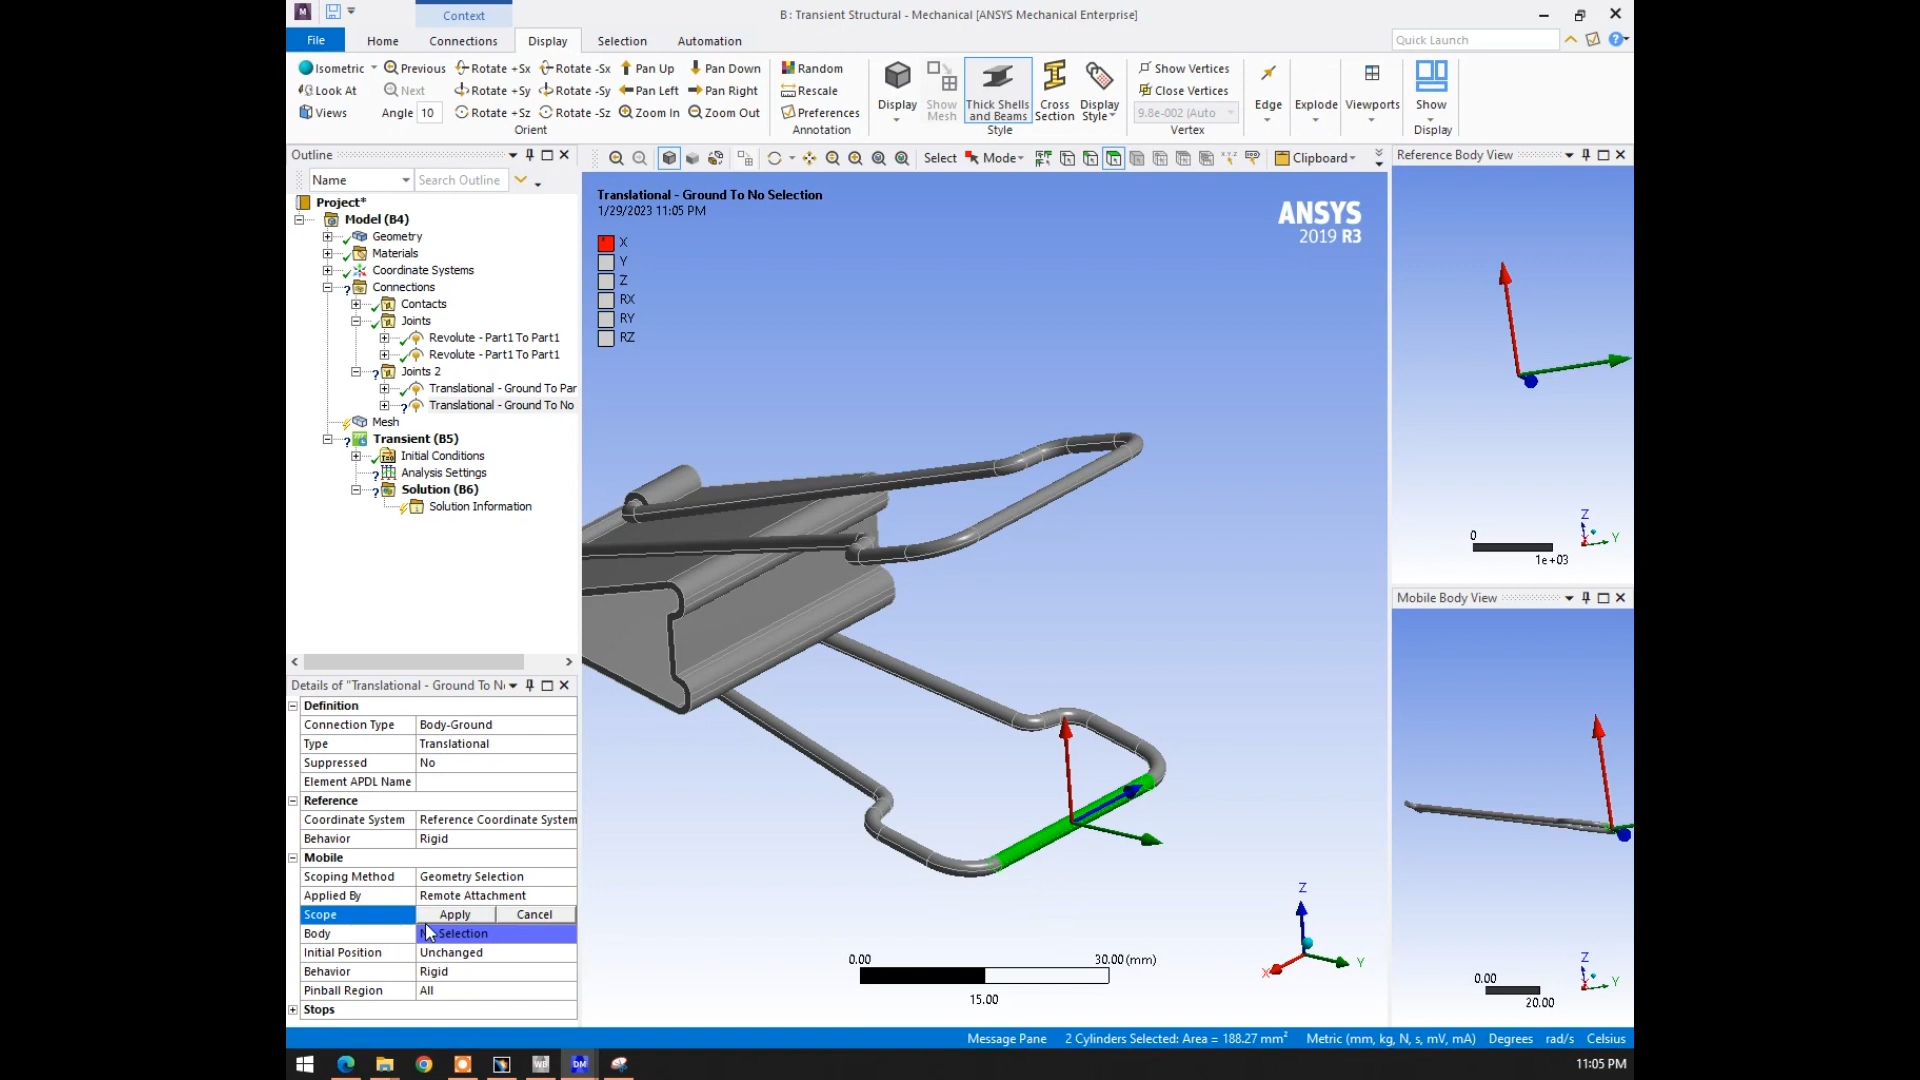 Context
B : Transient Structural - Mechanical [ANSYS Mechanical Enterprise]
File
Home
Connections
Display
Selection
Automation
Quick Launch
Isometric
Previous
Rotate +Sx
Rotate -Sx
Pan Up
Pan Down
Look At
Next
Rotate +Sy
Rotate -Sy
Pan Left
Pan Right
Views
Angle 10
Rotate +Sz
Rotate -Sz
Zoom In
Zoom Out
Orient
Random
Rescale
Preferences
Annotation
Display
Show Mesh
Thick Shells and Beams
Cross Section
Display Style
Style
Show Vertices
Close Vertices
9.8e-002 (Auto
Vertex
Edge
Explode
Viewports
Show
Display
Outline
Name
Search Outline
Select
Mode
Clipboard
Project*
Model (B4)
Geometry
Materials
Coordinate Systems
Connections
Contacts
Joints
Revolute - Part1 To Part1
Revolute - Part1 To Part1
Joints 2
Translational - Ground To Par
Translational - Ground To No
Mesh
Transient (B5)
Initial Conditions
Analysis Settings
Solution (B6)
Solution Information
Details of "Translational - Ground To N
Definition
Connection Type Body-Ground
Type Translational
Suppressed No
Element APDL Name
Reference
Coordinate System Reference Coordinate System
Behavior Rigid
Mobile
Scoping Method Geometry Selection
Applied By Remote Attachment
Scope Apply Cancel
Body Selection
Initial Position Unchanged
Behavior Rigid
Pinball Region All
Stops
Translational - Ground To No Selection
1/29/2023 11:05 PM
X
Y
Z
RX
RY
RZ
ANSYS
2019 R3
0.00
30.00 (mm)
15.00
Z
Y
X
Reference Body View
0
1e+03
Z
Y
Mobile Body View
0.00
20.00
Z
Y
Message Pane
2 Cylinders Selected: Area = 188.27 mm²
Metric (mm, kg, N, s, mV, mA)
Degrees
rad/s
Celsius
WB
DM
11:05 PM